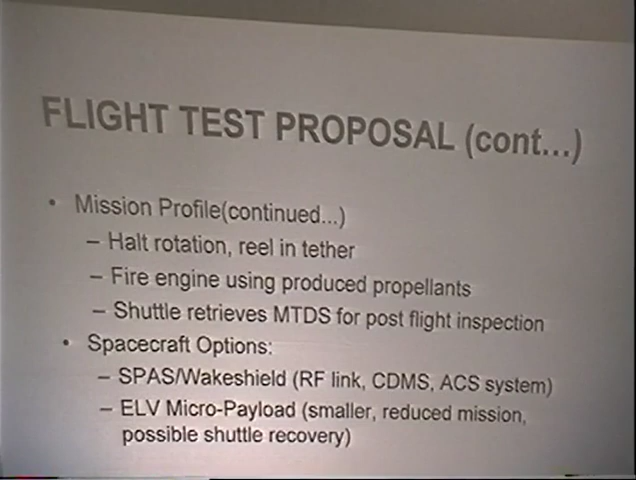 FLIGHT TEST PROPOSAL (cont...)
• Mission Profile(continued...)
– Halt rotation, reel in tether
– Fire engine using produced propellants
– Shuttle retrieves MTDS for post flight inspection
• Spacecraft Options:
– SPAS/Wakeshield (RF link, CDMS, ACS system)
– ELV Micro-Payload (smaller, reduced mission,
possible shuttle recovery)